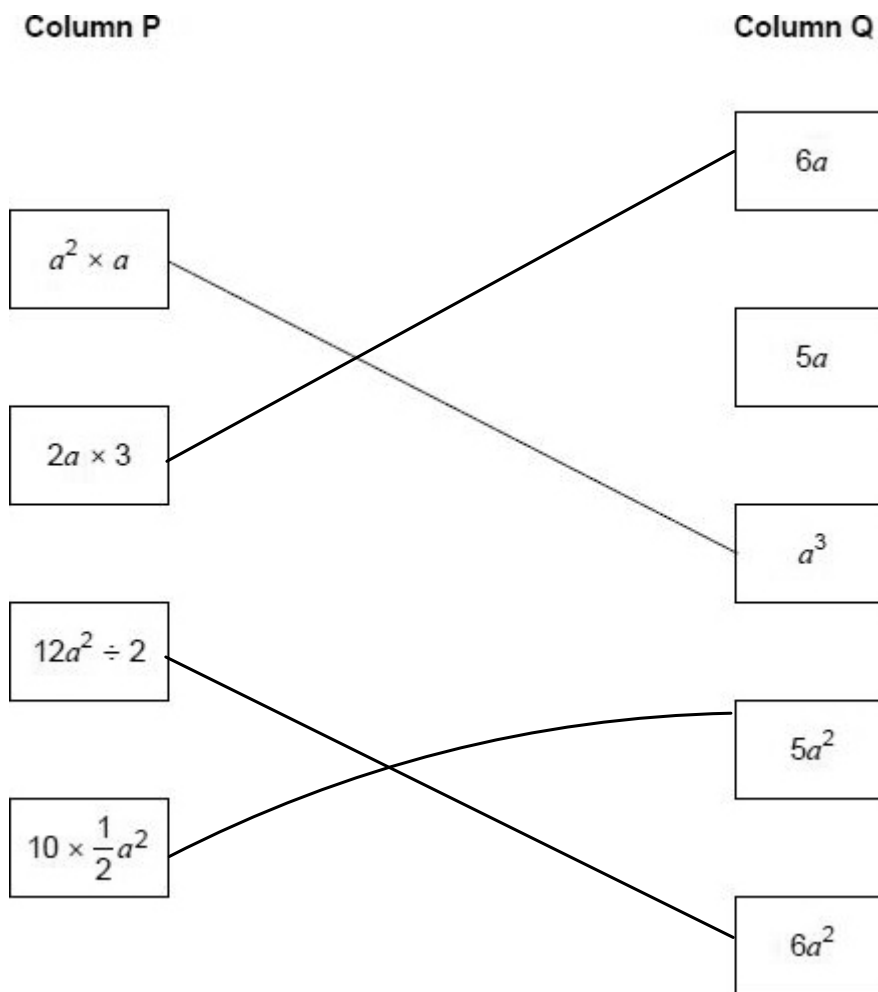 Column P Column Q
6a
a² × a
5a
2a × 3
a³
12a² ÷ 2
5a²
10 × 1/2 a²
6a²